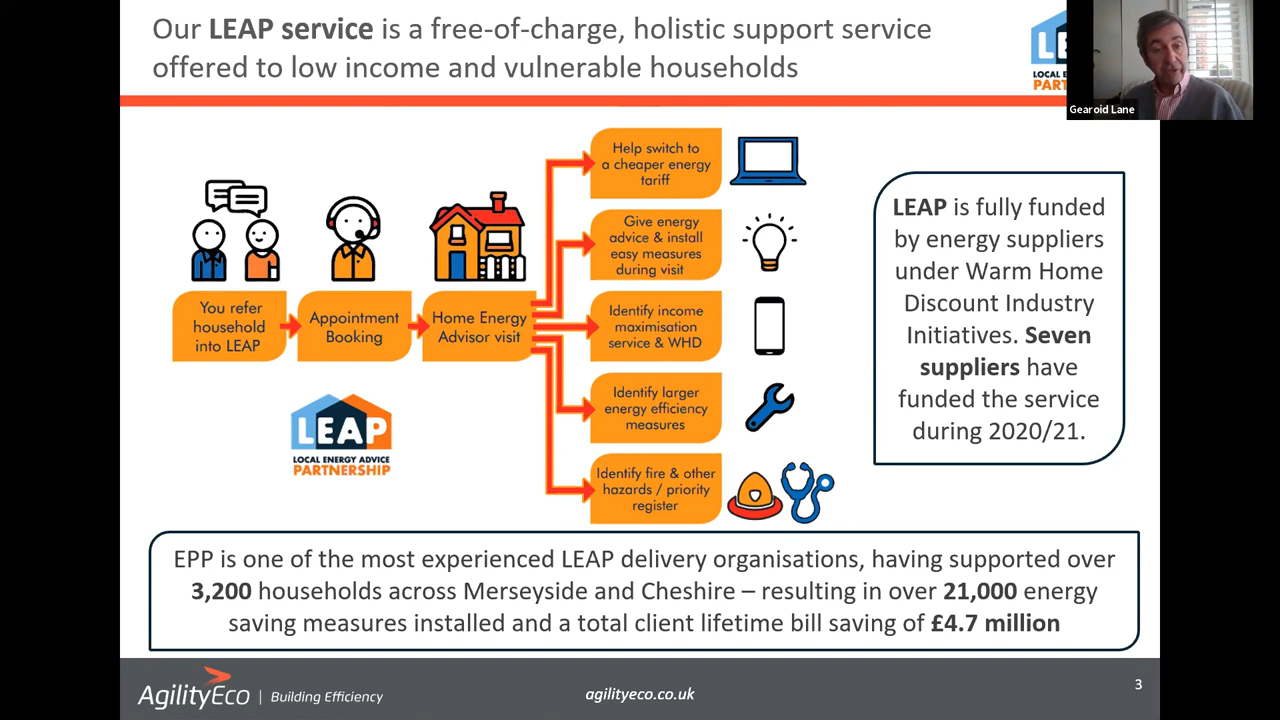 Our LEAP service is a free-of-charge, holistic support service
offered to low income and vulnerable households
LE
LOCAL
PART
Gearoid Lane
You refer
household
into LEAP
Appointment
Booking
Home Energy
Advisor visit
Help switch to
a cheaper energy
tariff
Give energy
advice & install
easy measures
during visit
Identify income
maximisation
service & WHD
Identify larger
energy efficiency
measures
Identify fire & other
hazards / priority
register
LEAP
LOCAL ENERGY ADVICE
PARTNERSHIP
LEAP is fully funded
by energy suppliers
under Warm Home
Discount Industry
Initiatives. Seven
suppliers have
funded the service
during 2020/21.
EPP is one of the most experienced LEAP delivery organisations, having supported over
3,200 households across Merseyside and Cheshire – resulting in over 21,000 energy
saving measures installed and a total client lifetime bill saving of £4.7 million
AgilityEco | Building Efficiency
agilityeco.co.uk
3